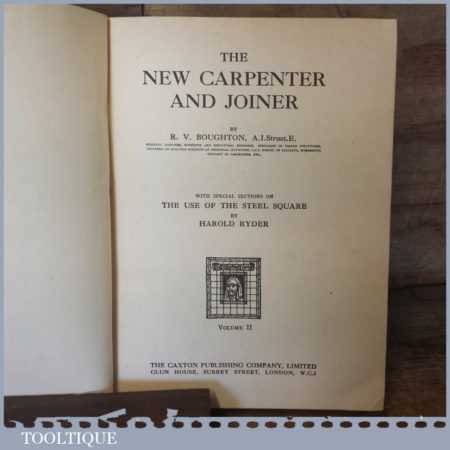 THE
NEW CARPENTER
AND JOINER
BY
R. V. BOUGHTON, A.I.Struct.E.
WITH SPECIAL SECTIONS ON
THE USE OF THE STEEL SQUARE
BY
HAROLD RYDER
VOLUME II
THE CAXTON PUBLISHING COMPANY, LIMITED
CLUN HOUSE, SURREY STREET, LONDON, W.C.2
TOOLTIQUE